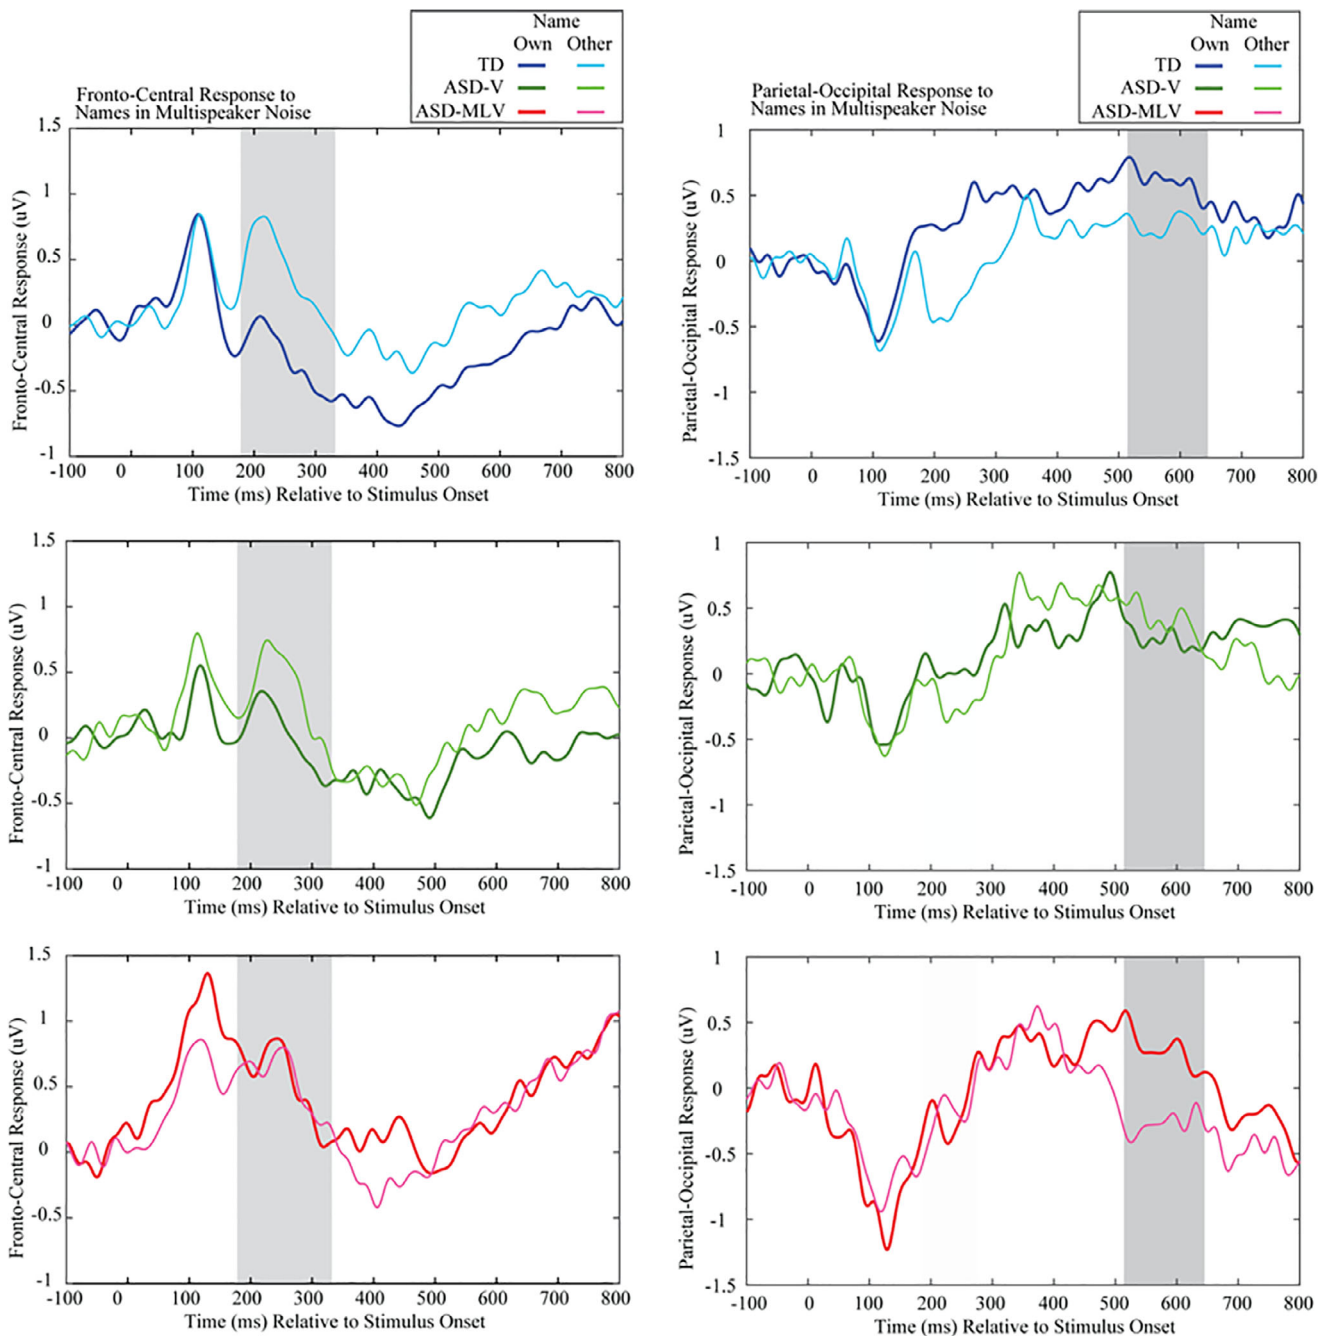 Name
Own Other
TD
ASD-V
ASD-MLV
Fronto-Central Response to
Names in Multispeaker Noise
1.5
1
0.5
0
-0.5
-1
Fronto-Central Response (uV)
-100 0 100 200 300 400 500 600 700 800
Time (ms) Relative to Stimulus Onset
Name
Own Other
TD
ASD-V
ASD-MLV
Parietal-Occipital Response to
Names in Multispeaker Noise
1
0.5
0
-0.5
-1
-1.5
Parietal-Occipital Response (uV)
-100 0 100 200 300 400 500 600 700 800
Time (ms) Relative to Stimulus Onset
1.5
1
0.5
0
-0.5
-1
Fronto-Central Response (uV)
-100 0 100 200 300 400 500 600 700 800
Time (ms) Relative to Stimulus Onset
1
0.5
0
-0.5
-1
-1.5
Parietal-Occipital Response (uV)
-100 0 100 200 300 400 500 600 700 800
Time (ms) Relative to Stimulus Onset
1.5
1
0.5
0
-0.5
-1
Fronto-Central Response (uV)
-100 0 100 200 300 400 500 600 700 800
Time (ms) Relative to Stimulus Onset
1
0.5
0
-0.5
-1
-1.5
Parietal-Occipital Response (uV)
-100 0 100 200 300 400 500 600 700 800
Time (ms) Relative to Stimulus Onset